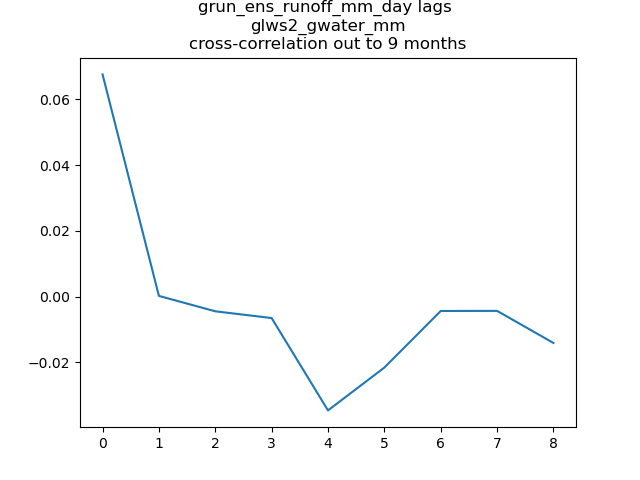 grun_ens_runoff_mm_day lags
glws2_gwater_mm
cross-correlation out to 9 months
0.06
0.04
0.02
0.00
−0.02
0 1 2 3 4 5 6 7 8